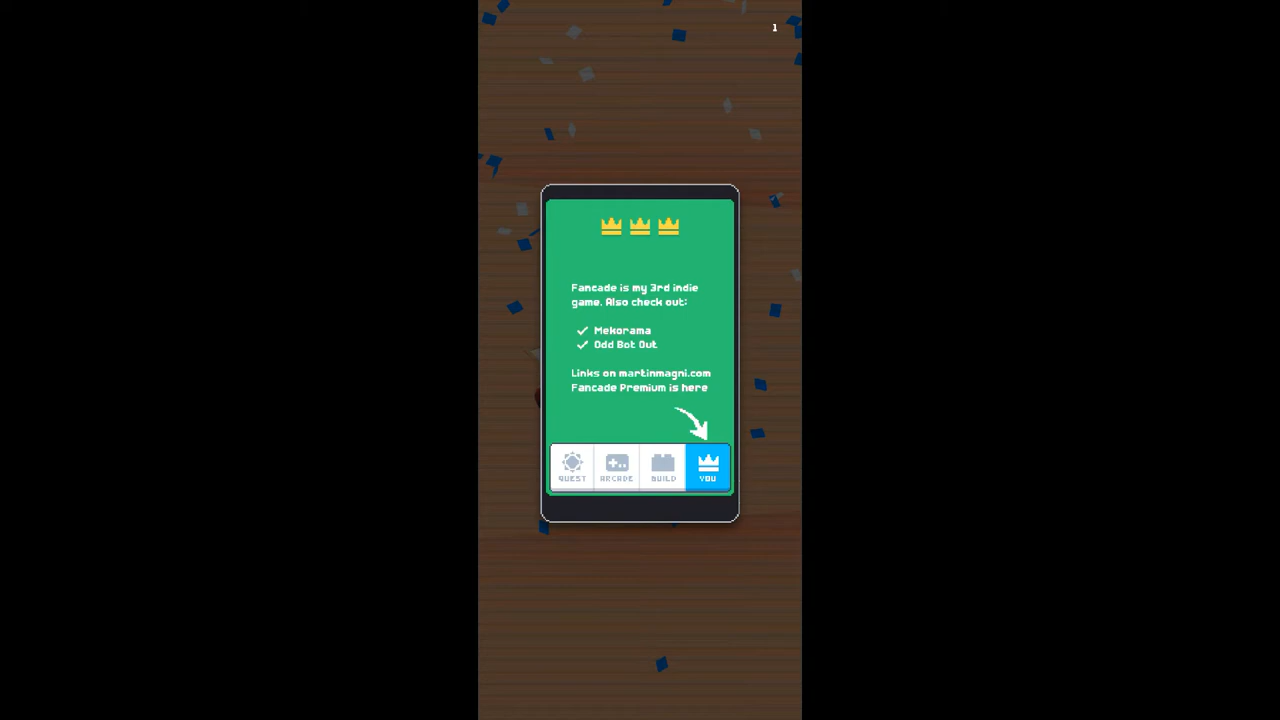 1
Fancade is my 3rd indie
game. Also check out:
Mekorama
Odd Bot Out
Links on martinmagni.com
Fancade Premium is here
QUEST ARCADE BUILD YOU